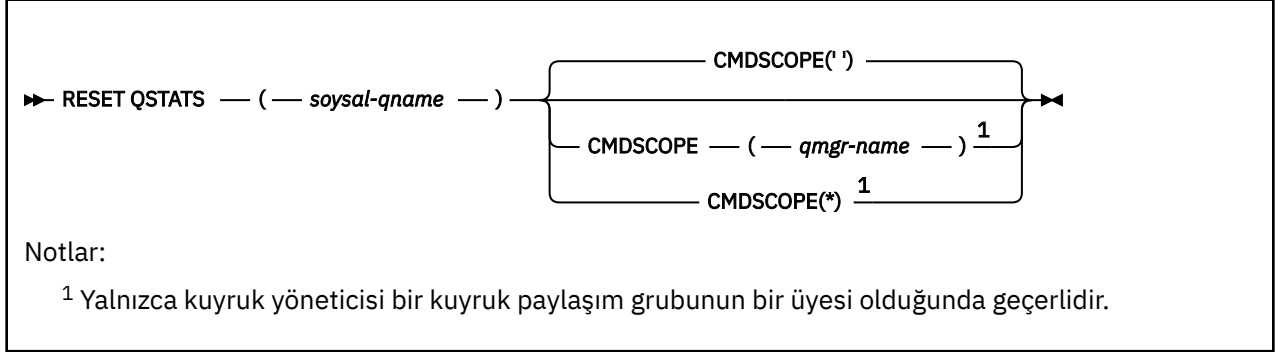 CMDSCOPE(' ')
RESET QSTATS ( soysal-qname )
CMDSCOPE ( qmgr-name ) 1
CMDSCOPE(*) 1
Notlar:
1 Yalnızca kuyruk yöneticisi bir kuyruk paylaşım grubunun bir üyesi olduğunda geçerlidir.